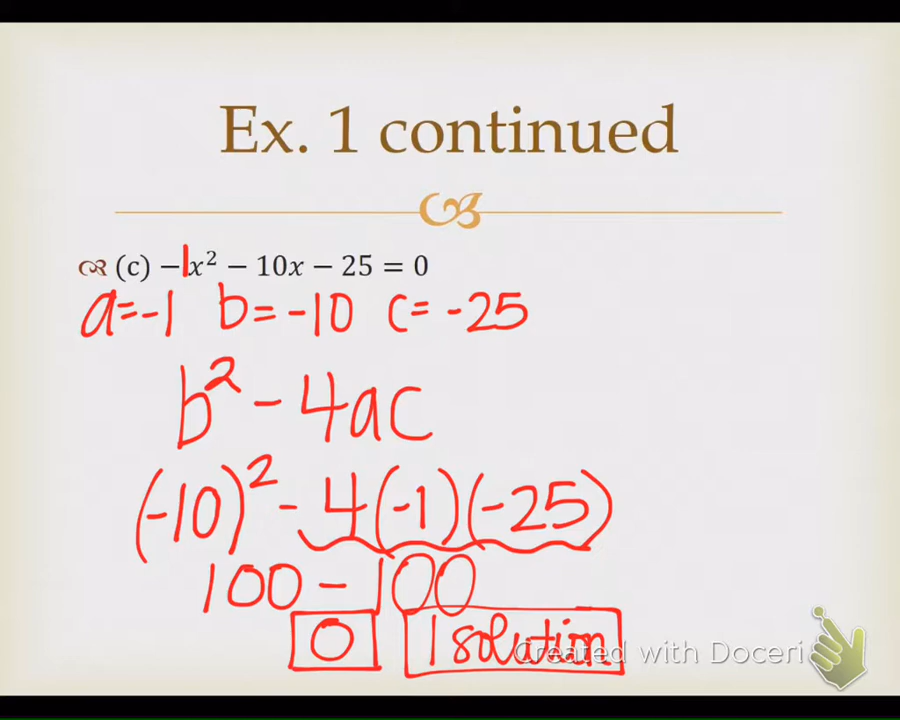 Ex. 1 continued
(c) −1x² − 10x − 25 = 0
a=-1 b=-10 c=-25
b² - 4ac
(-10)² - 4(-1)(-25)
100 - 100
0 1 solution
Created with Doceri